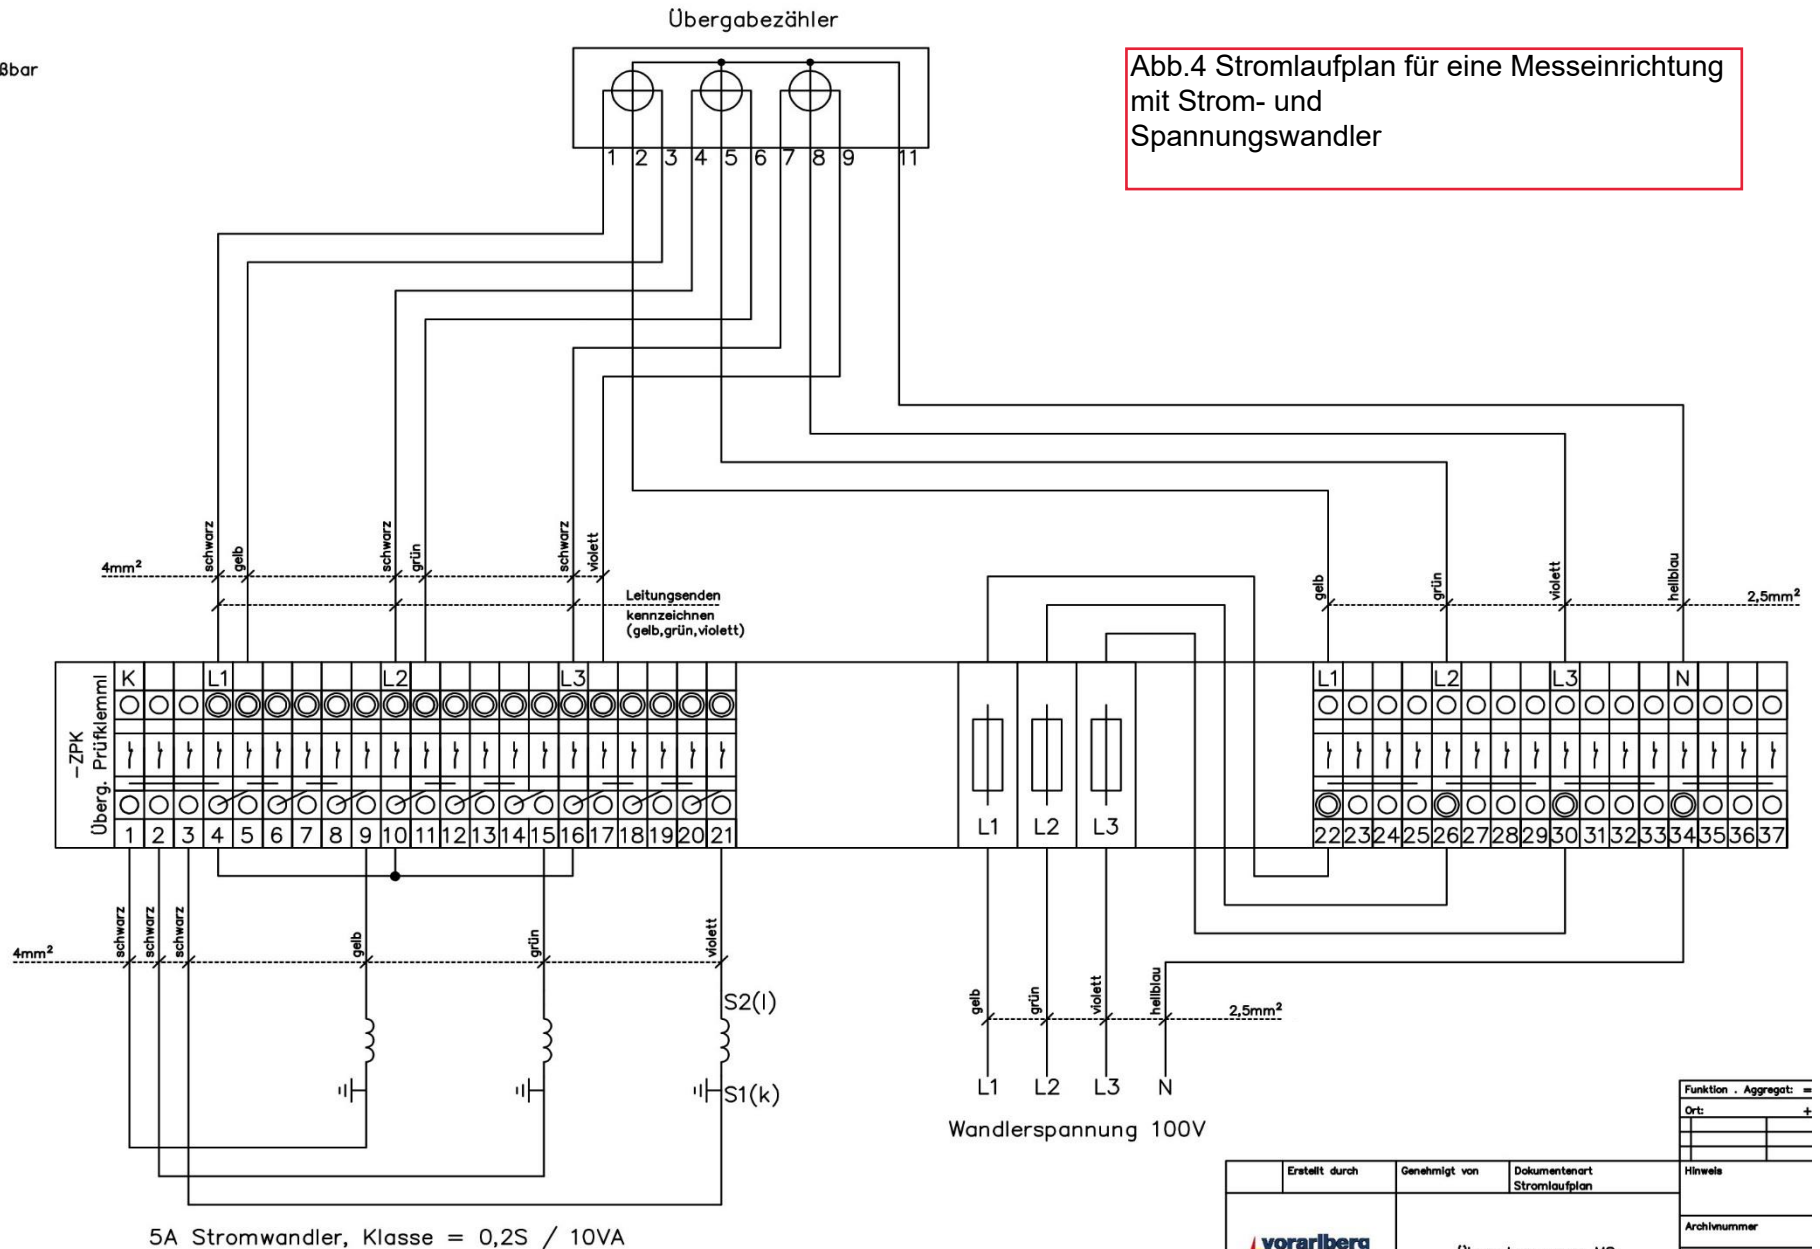 Übergabezähler
ßbar
Abb.4 Stromlaufplan für eine Messeinrichtung
mit Strom- und
Spannungswandler
1 2 3 4 5 6 7 8 9 11
schwarz gelb schwarz grün schwarz violett
4mm²
Leitungsenden
kennzeichnen
(gelb,grün,violett)
gelb grün violett hellblau
2,5mm²
-ZPK
Überg. Prüfklemml
K L1 L2 L3
L1 L2 L3 N
L1 L2 L3
1 2 3 4 5 6 7 8 9 10 11 12 13 14 15 16 17 18 19 20 21
22 23 24 25 26 27 28 29 30 31 32 33 34 35 36 37
schwarz schwarz schwarz gelb grün violett
4mm²
S2(l)
S1(k)
gelb grün violett hellblau
2,5mm²
L1 L2 L3 N
Wandlerspannung 100V
5A Stromwandler, Klasse = 0,2S / 10VA
Funktion . Aggregat: =
Ort: +
Erstellt durch
Genehmigt von
Dokumentenart
Stromlaufplan
Hinweis
Archivnummer
vorarlberg